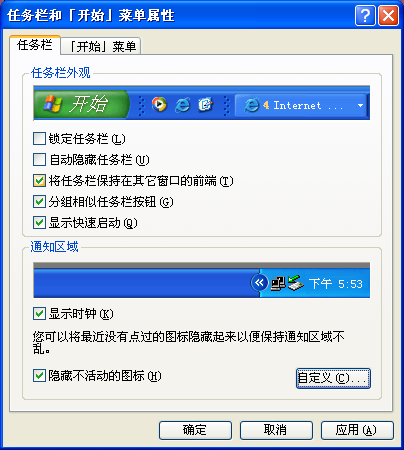 任务栏和「开始」菜单属性
任务栏
「开始」菜单
任务栏外观
开始
4 Internet ...
锁定任务栏(L)
自动隐藏任务栏(U)
将任务栏保持在其它窗口的前端(T)
分组相似任务栏按钮(G)
显示快速启动(Q)
通知区域
下午 5:53
显示时钟(K)
您可以将最近没有点过的图标隐藏起来以便保持通知区域不
乱。
隐藏不活动的图标(H)
自定义(C)...
确定
取消
应用(A)